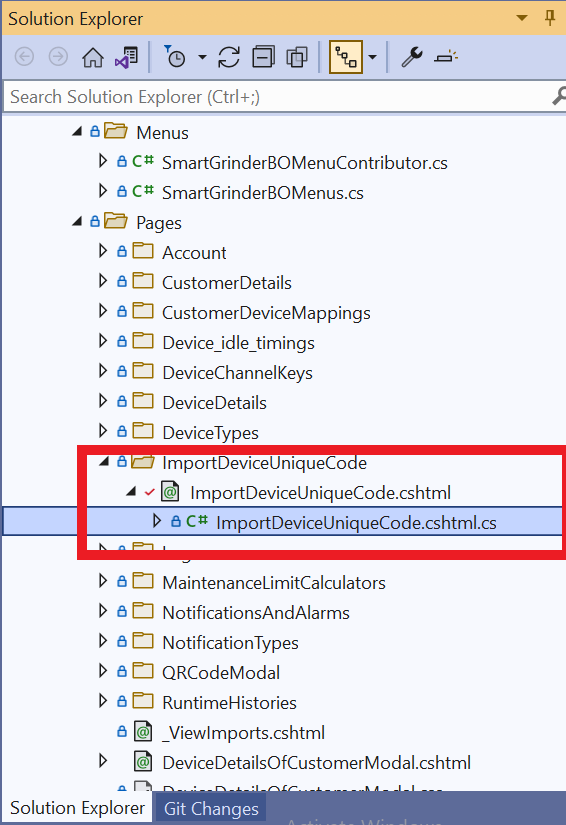 Solution Explorer
Search Solution Explorer (Ctrl+;)
Menus
C# SmartGrinderBOMenuContributor.cs
C# SmartGrinderBOMenus.cs
Pages
Account
CustomerDetails
CustomerDeviceMappings
Device_idle_timings
DeviceChannelKeys
DeviceDetails
DeviceTypes
ImportDeviceUniqueCode
@ ImportDeviceUniqueCode.cshtml
C# ImportDeviceUniqueCode.cshtml.cs
MaintenanceLimitCalculators
NotificationsAndAlarms
NotificationTypes
QRCodeModal
RuntimeHistories
@ _ViewImports.cshtml
@ DeviceDetailsOfCustomerModal.cshtml
DeviceDetailsOfCustomerModal.css
Solution Explorer Git Changes
Activate Windows